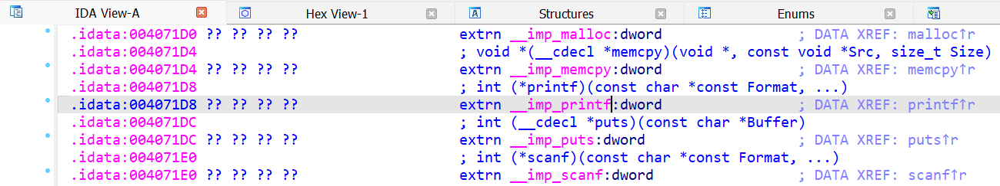 IDA View-A Hex View-1 Structures Enums
.idata:004071D0 ?? ?? ?? ?? extrn __imp_malloc:dword ; DATA XREF: malloc↑r
.idata:004071D4 ; void *(__cdecl *memcpy)(void *, const void *Src, size_t Size)
.idata:004071D4 ?? ?? ?? ?? extrn __imp_memcpy:dword ; DATA XREF: memcpy↑r
.idata:004071D8 ; int (*printf)(const char *const Format, ...)
.idata:004071D8 ?? ?? ?? ?? extrn __imp_printf:dword ; DATA XREF: printf↑r
.idata:004071DC ; int (__cdecl *puts)(const char *Buffer)
.idata:004071DC ?? ?? ?? ?? extrn __imp_puts:dword ; DATA XREF: puts↑r
.idata:004071E0 ; int (*scanf)(const char *const Format, ...)
.idata:004071E0 ?? ?? ?? ?? extrn __imp_scanf:dword ; DATA XREF: scanf↑r